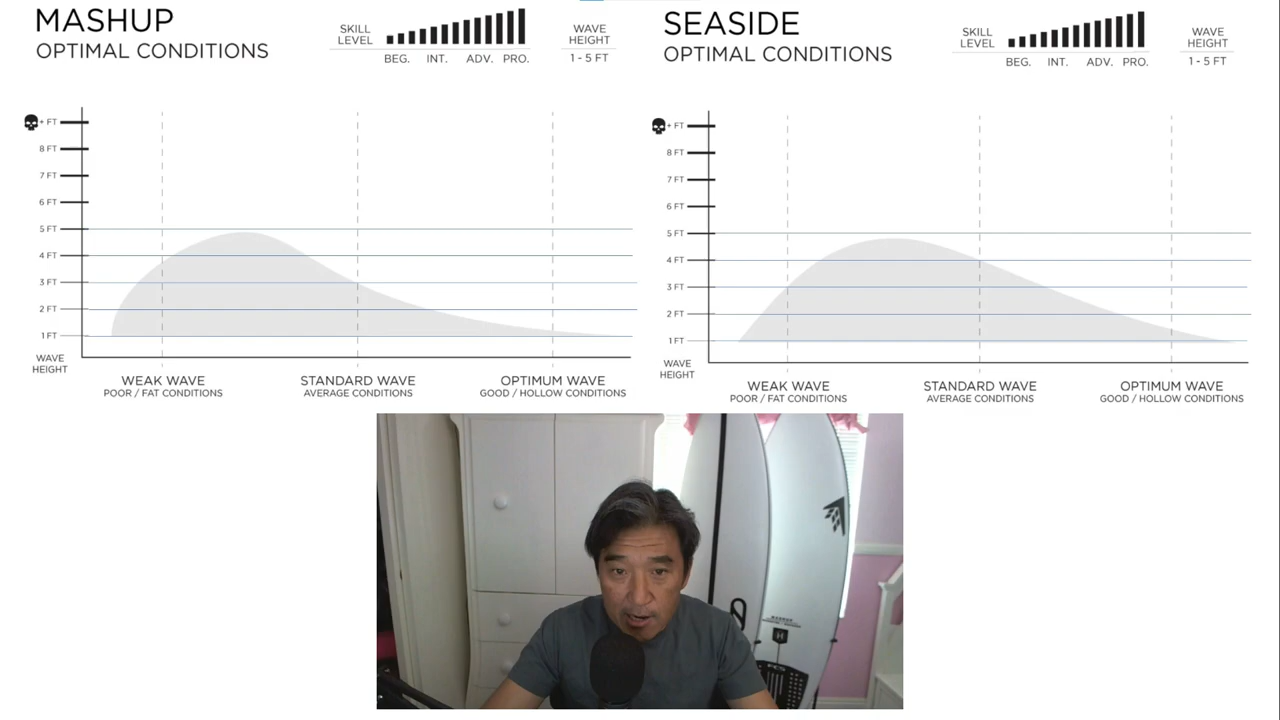 MASHUP
OPTIMAL CONDITIONS
SKILL
LEVEL
BEG. INT. ADV. PRO.
WAVE
HEIGHT
1 - 5 FT
+ FT
8 FT
7 FT
6 FT
5 FT
4 FT
3 FT
2 FT
1 FT
WAVE
HEIGHT
WEAK WAVE
POOR / FAT CONDITIONS
STANDARD WAVE
AVERAGE CONDITIONS
OPTIMUM WAVE
GOOD / HOLLOW CONDITIONS
SEASIDE
OPTIMAL CONDITIONS
SKILL
LEVEL
BEG. INT. ADV. PRO.
WAVE
HEIGHT
1 - 5 FT
+ FT
8 FT
7 FT
6 FT
5 FT
4 FT
3 FT
2 FT
1 FT
WAVE
HEIGHT
WEAK WAVE
POOR / FAT CONDITIONS
STANDARD WAVE
AVERAGE CONDITIONS
OPTIMUM WAVE
GOOD / HOLLOW CONDITIONS
MASHUP
H
FCS